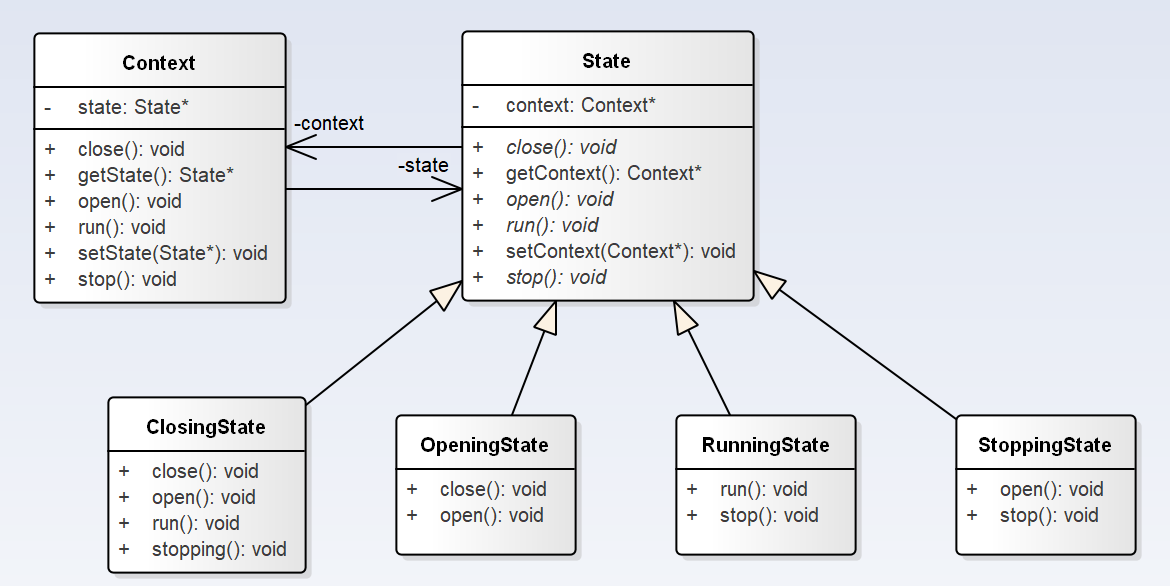 Context
- state: State*
+ close(): void
+ getState(): State*
+ open(): void
+ run(): void
+ setState(State*): void
+ stop(): void
-context
-state
State
- context: Context*
+ close(): void
+ getContext(): Context*
+ open(): void
+ run(): void
+ setContext(Context*): void
+ stop(): void
ClosingState
+ close(): void
+ open(): void
+ run(): void
+ stopping(): void
OpeningState
+ close(): void
+ open(): void
RunningState
+ run(): void
+ stop(): void
StoppingState
+ open(): void
+ stop(): void